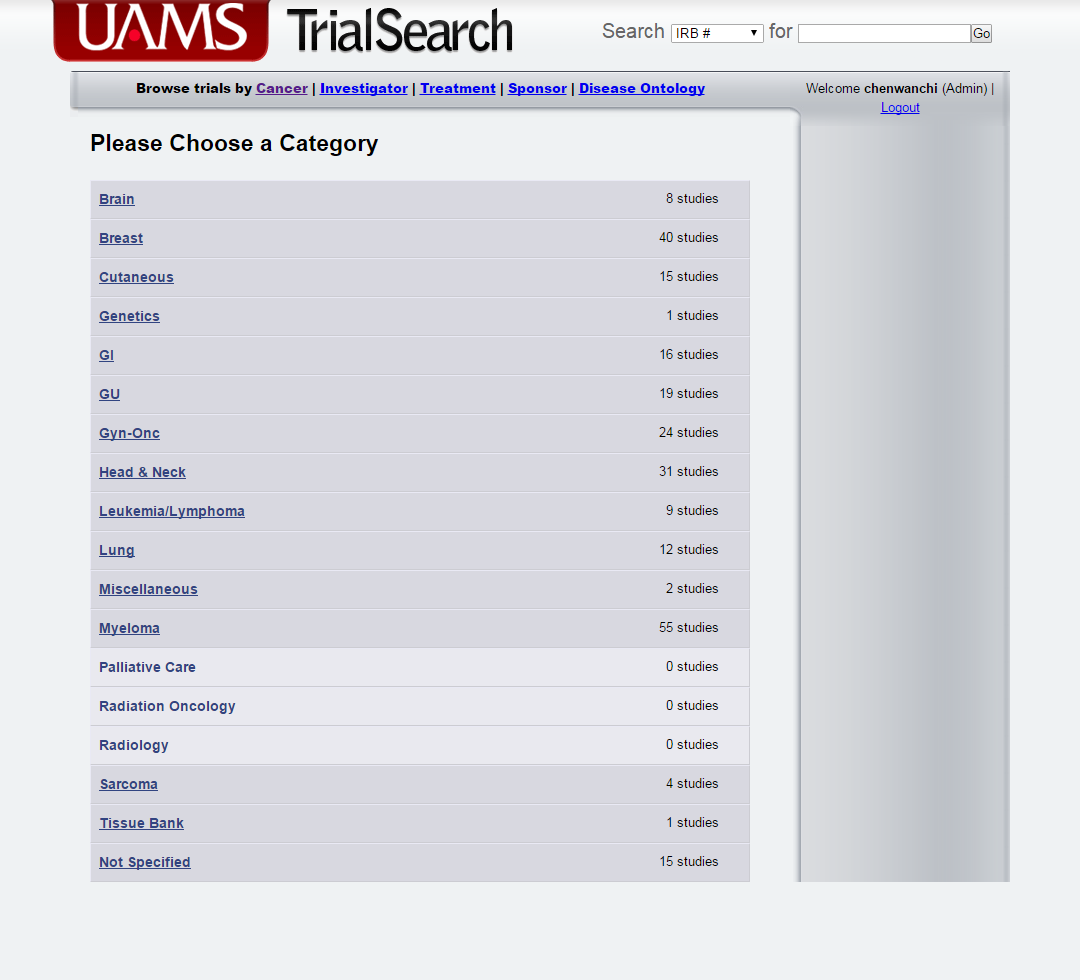 UAMS TrialSearch Search IRB # for Go
Browse trials by Cancer | Investigator | Treatment | Sponsor | Disease Ontology
Welcome chenwanchi (Admin) |
Logout
Please Choose a Category
Brain 8 studies
Breast 40 studies
Cutaneous 15 studies
Genetics 1 studies
GI 16 studies
GU 19 studies
Gyn-Onc 24 studies
Head & Neck 31 studies
Leukemia/Lymphoma 9 studies
Lung 12 studies
Miscellaneous 2 studies
Myeloma 55 studies
Palliative Care 0 studies
Radiation Oncology 0 studies
Radiology 0 studies
Sarcoma 4 studies
Tissue Bank 1 studies
Not Specified 15 studies